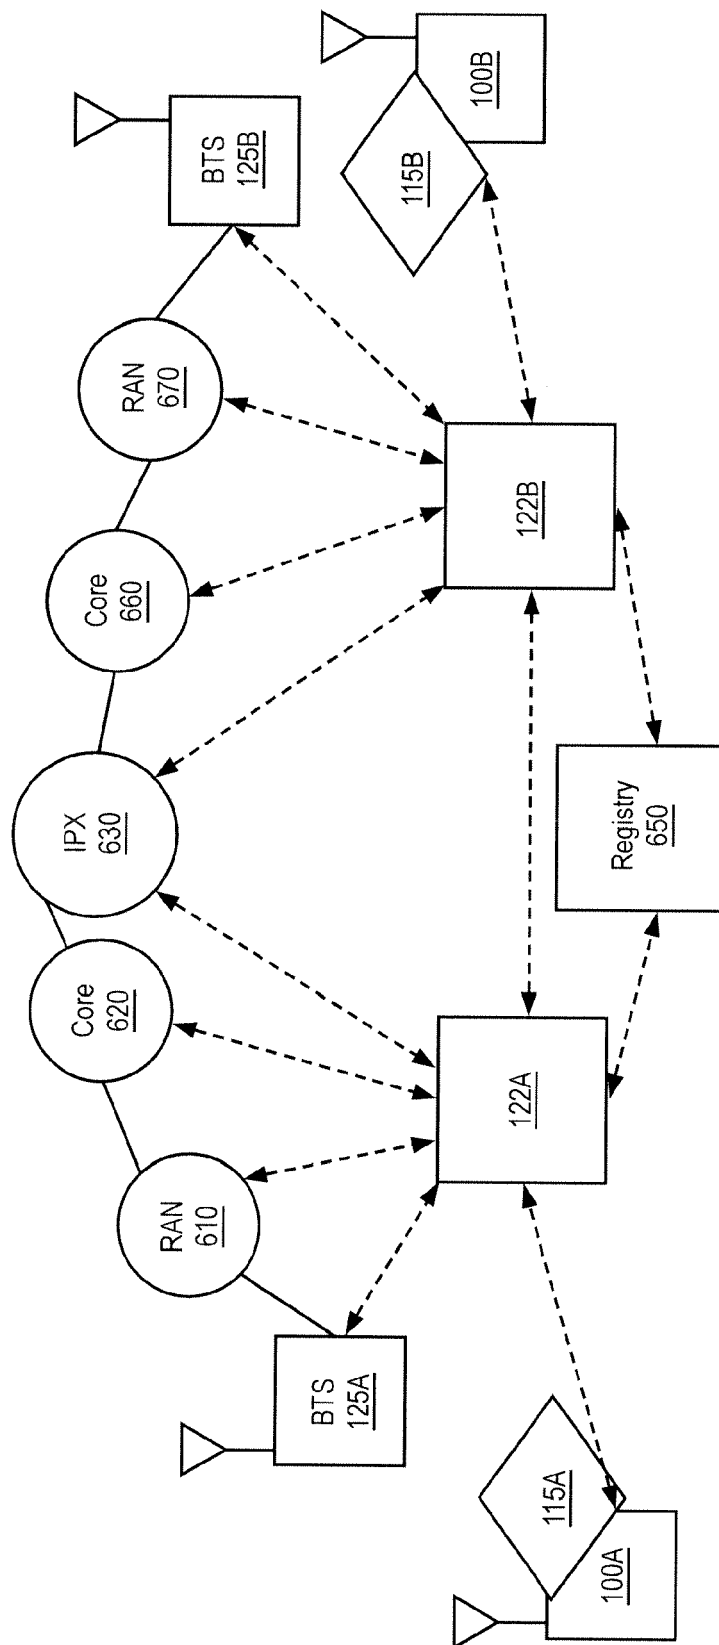 BTS
125A
RAN
610
Core
620
IPX
630
Core
660
RAN
670
BTS
125B
115A
100A
122A
Registry
650
122B
115B
100B